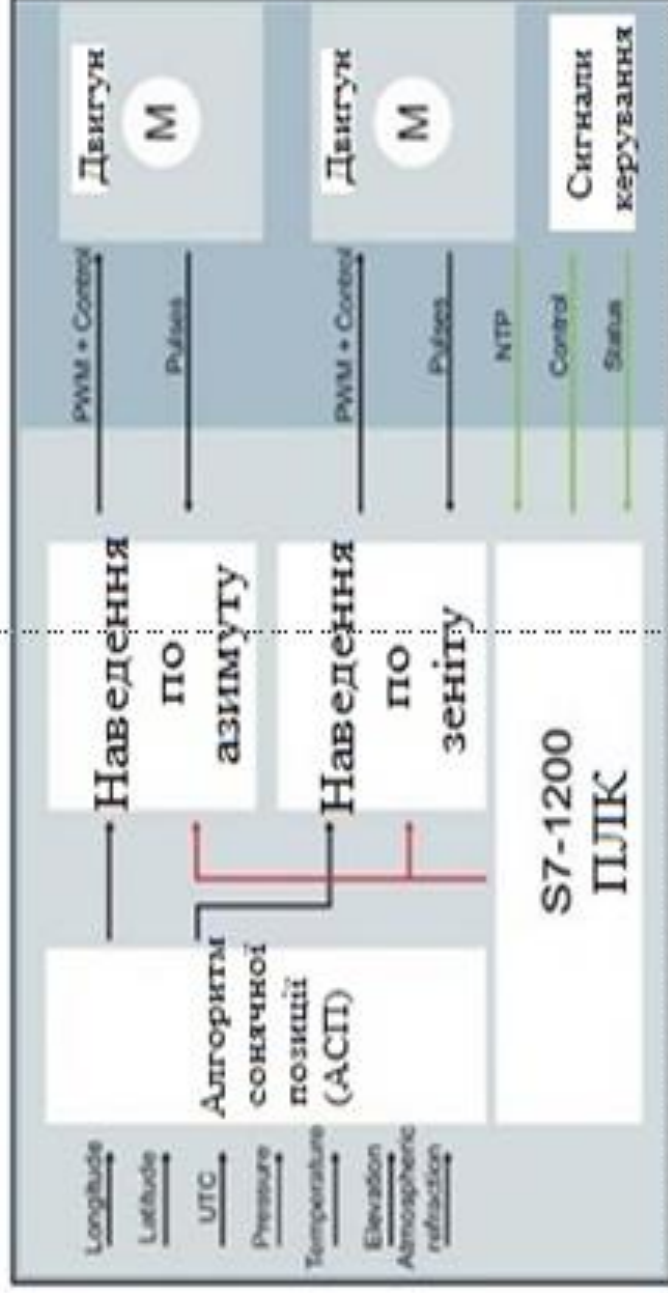 Longitude
Latitude
UTC
Pressure
Temperature
Elevation
Atmospheric
refraction
Алгоритм
сонячної
позиції
(АСП)
Наведення
по
азимуту
Наведення
по
зеніту
S7-1200
ПЛК
PWM + Control
Pulses
PWM + Control
Pulses
NTP
Control
Status
Двигун
M
Двигун
M
Сигнали
керування